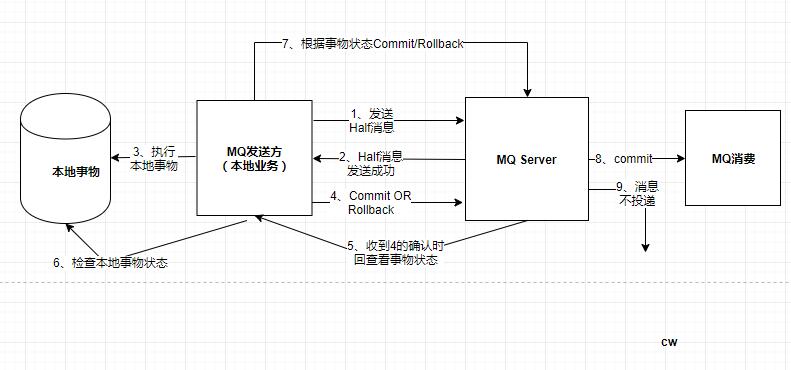 7、根据事物状态Commit/Rollback
1、发送
Half消息
3、执行
本地事物
MQ发送方
（本地业务）
2、Half消息
发送成功
MQ Server
8、commit
MQ消费
本地事物
4、Commit OR
Rollback
9、消息
不投递
5、收到4的确认时
回查看事物状态
6、检查本地事物状态
cw